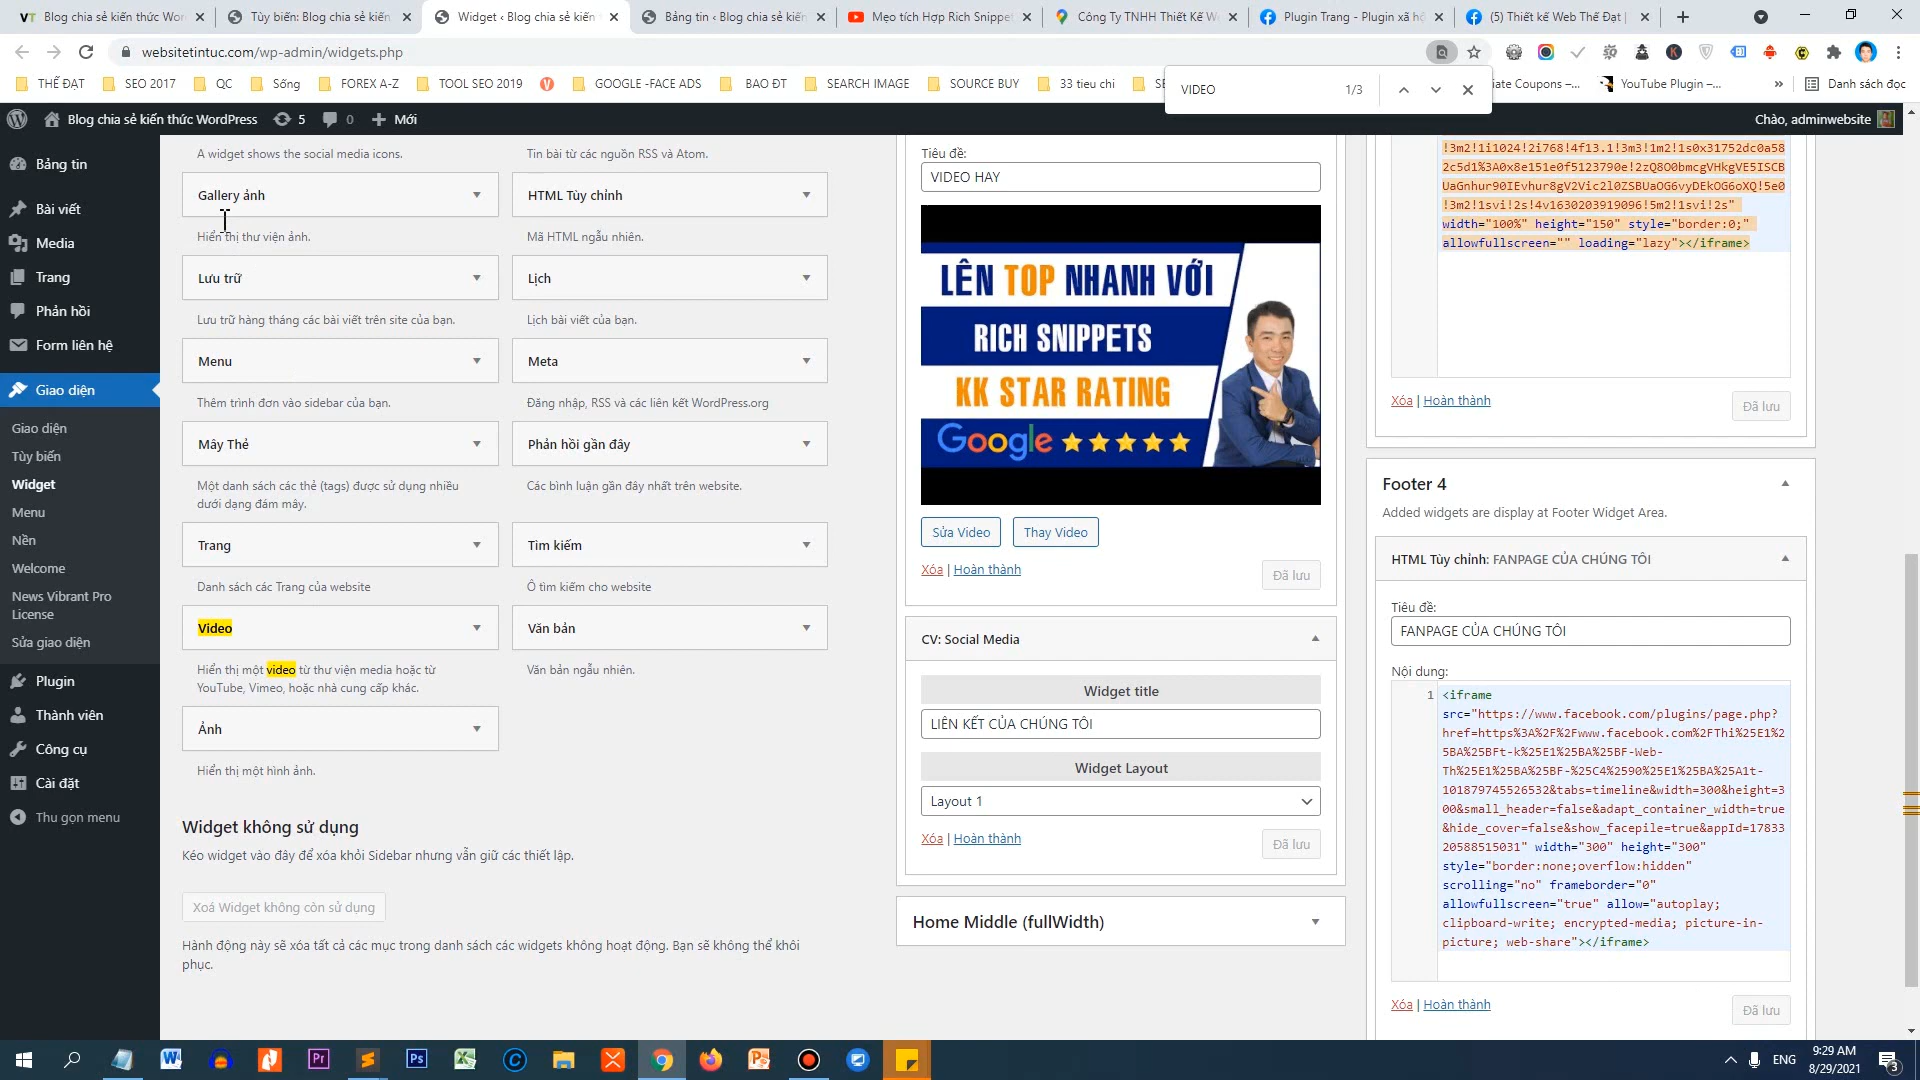 Blog chia sẻ kiến thức Wor
Tùy biến: Blog chia sẻ kiến
Widget ‹ Blog chia sẻ kiến t
Bảng tin ‹ Blog chia sẻ kiến
Mẹo tích Hợp Rich Snippet
Công Ty TNHH Thiết Kế W
Plugin Trang - Plugin xã hộ
(5) Thiết kế Web Thế Đạt |
websitetintuc.com/wp-admin/widgets.php
THẾ ĐẠT
SEO 2017
QC
Sống
FOREX A-Z
TOOL SEO 2019
GOOGLE -FACE ADS
BAO ĐT
SEARCH IMAGE
SOURCE BUY
33 tieu chi
SE
iate Coupons –...
YouTube Plugin –...
Danh sách đọc
VIDEO
1/3
Blog chia sẻ kiến thức WordPress
5
0
Mới
Chào, adminwebsite
Bảng tin
Bài viết
Media
Trang
Phản hồi
Form liên hệ
Giao diện
Giao diện
Tùy biến
Widget
Menu
Nền
Welcome
News Vibrant Pro
License
Sửa giao diện
Plugin
Thành viên
Công cụ
Cài đặt
Thu gọn menu
A widget shows the social media icons.
Tin bài từ các nguồn RSS và Atom.
Gallery ảnh
HTML Tùy chỉnh
Hiển thị thư viện ảnh.
Mã HTML ngẫu nhiên.
Lưu trữ
Lịch
Lưu trữ hàng tháng các bài viết trên site của bạn.
Lịch bài viết của bạn.
Menu
Meta
Thêm trình đơn vào sidebar của bạn.
Đăng nhập, RSS và các liên kết WordPress.org
Mây Thẻ
Phản hồi gần đây
Một danh sách các thẻ (tags) được sử dụng nhiều
dưới dạng đám mây.
Các bình luận gần đây nhất trên website.
Trang
Tìm kiếm
Danh sách các Trang của website
Ô tìm kiếm cho website
Video
Văn bản
Hiển thị một video từ thư viện media hoặc từ
YouTube, Vimeo, hoặc nhà cung cấp khác.
Văn bản ngẫu nhiên.
Ảnh
Hiển thị một hình ảnh.
Widget không sử dụng
Kéo widget vào đây để xóa khỏi Sidebar nhưng vẫn giữ các thiết lập.
Xoá Widget không còn sử dụng
Hành động này sẽ xóa tất cả các mục trong danh sách các widgets không hoạt động. Bạn sẽ không thể khôi
phục.
Tiêu đề:
VIDEO HAY
LÊN TOP NHANH VỚI
RICH SNIPPETS
KK STAR RATING
Google
Sửa Video
Thay Video
Xóa | Hoàn thành
Đã lưu
CV: Social Media
Widget title
LIÊN KẾT CỦA CHÚNG TÔI
Widget Layout
Layout 1
Xóa | Hoàn thành
Đã lưu
Home Middle (fullWidth)
!3m2!1i1024!2i768!4f13.1!3m3!1m2!1s0x31752dc0a58
2c5d1%3A0x8e151e0f5123790e!2zQ8O0bmcgVHkgVE5ISCB
UaGnhur90IEvhur8gV2Vic2l0ZSBUaOG6vyDEkOG6oXQ!5e0
!3m2!1svi!2s!4v1630203919096!5m2!1svi!2s"
width="100%" height="150" style="border:0;"
allowfullscreen="" loading="lazy"></iframe>
Xóa | Hoàn thành
Đã lưu
Footer 4
Added widgets are display at Footer Widget Area.
HTML Tùy chỉnh: FANPAGE CỦA CHÚNG TÔI
Tiêu đề:
FANPAGE CỦA CHÚNG TÔI
Nội dung:
1 <iframe
src="https://www.facebook.com/plugins/page.php?
href=https%3A%2F%2Fwww.facebook.com%2FThi%25E1%2
5BA%25BFt-k%25E1%25BA%25BF-Web-
Th%25E1%25BA%25BF-%25C4%2590%25E1%25BA%25A1t-
101879745526532&tabs=timeline&width=300&height=3
00&small_header=false&adapt_container_width=true
&hide_cover=false&show_facepile=true&appId=17833
20588515031" width="300" height="300"
style="border:none;overflow:hidden"
scrolling="no" frameborder="0"
allowfullscreen="true" allow="autoplay;
clipboard-write; encrypted-media; picture-in-
picture; web-share"></iframe>
Xóa | Hoàn thành
Đã lưu
ENG
9:29 AM
8/29/2021
3